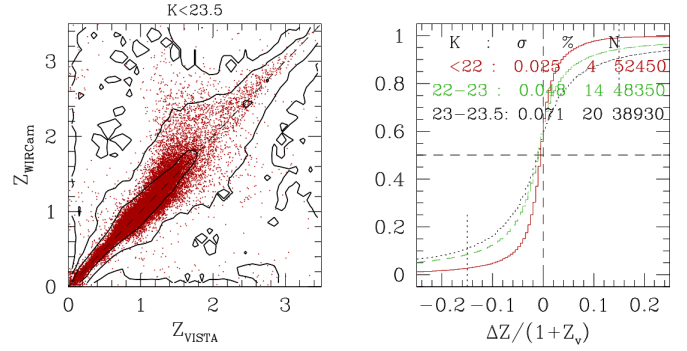 K<23.5
3
2
1
0
Z_WIRCam
0 1 2 3
Z_VISTA
1
0.8
0.6
0.4
0.2
0
K : σ % N
<22 : 0.025 4 52450
22−23 : 0.048 14 48350
23−23.5: 0.071 20 38930
−0.2 −0.1 0 0.1 0.2
ΔZ/(1+Z_v)